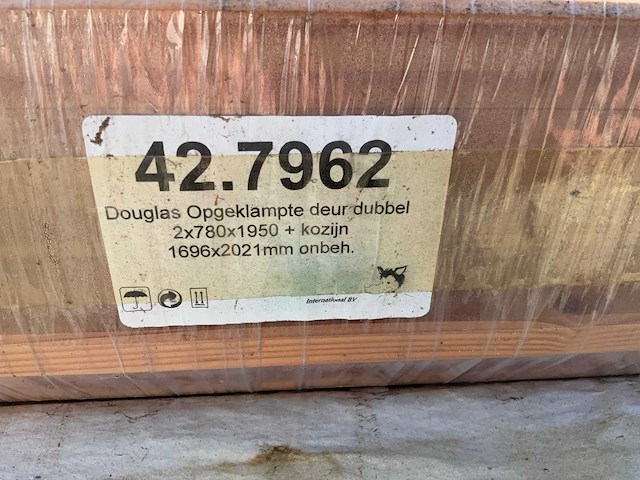 42.7962
Douglas Opgeklampte deur dubbel
2x780x1950 + kozijn
1696x2021mm onbeh.
International BV